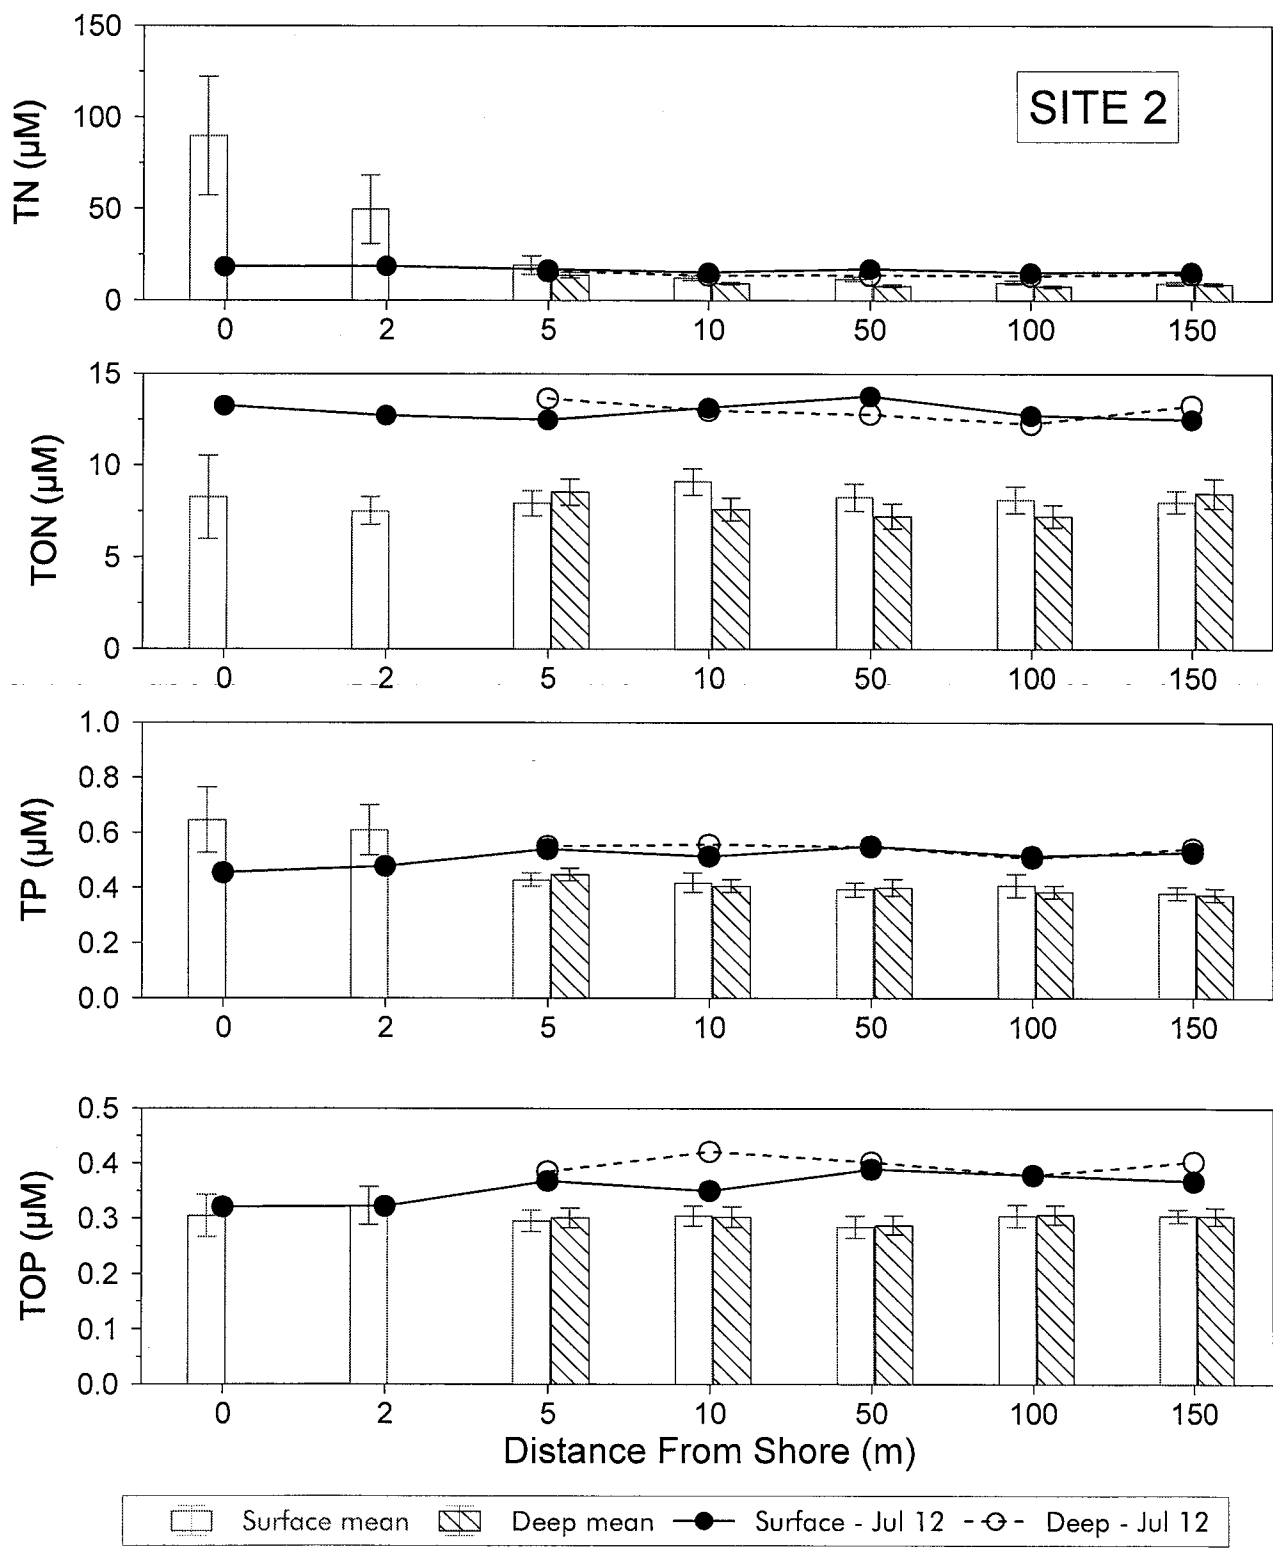 SITE 2
TN (µM)
150
100
50
0
0 2 5 10 50 100 150
TON (µM)
15
10
5
0
0 2 5 10 50 100 150
TP (µM)
1.0
0.8
0.6
0.4
0.2
0.0
0 2 5 10 50 100 150
TOP (µM)
0.5
0.4
0.3
0.2
0.1
0.0
0 2 5 10 50 100 150
Distance From Shore (m)
Surface mean Deep mean Surface - Jul 12 Deep - Jul 12